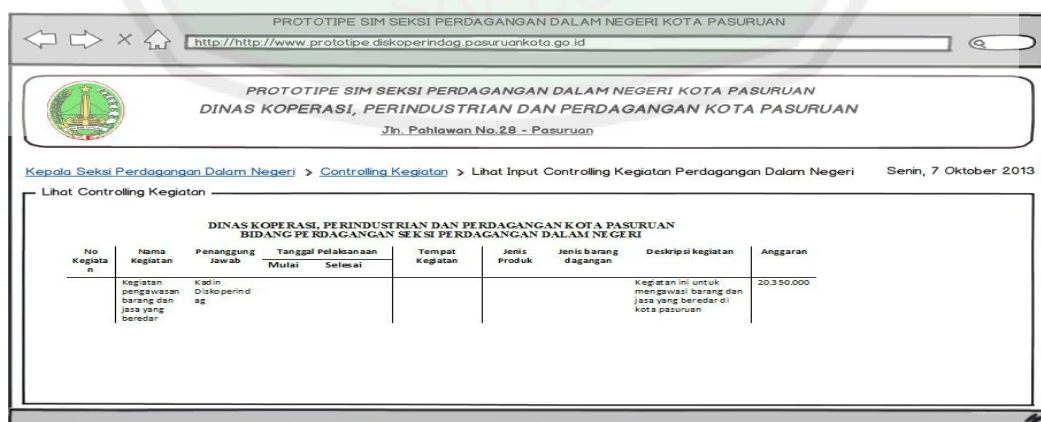 PROTOTIPE SIM SEKSI PERDAGANGAN DALAM NEGERI KOTA PASURUAN
http://http://www.prototipe.diskoperindag.pasuruankota.go.id
PROTOTIPE SIM SEKSI PERDAGANGAN DALAM NEGERI KOTA PASURUAN
DINAS KOPERASI, PERINDUSTRIAN DAN PERDAGANGAN KOTA PASURUAN
Jln. Pahlawan No.28 - Pasuruan
Kepala Seksi Perdagangan Dalam Negeri > Controlling Kegiatan > Lihat Input Controlling Kegiatan Perdagangan Dalam Negeri Senin, 7 Oktober 2013
Lihat Controlling Kegiatan
DINAS KOPERASI, PERINDUSTRIAN DAN PERDAGANGAN KOTA PASURUAN
BIDANG PERDAGANGAN SEKSI PERDAGANGAN DALAM NEGERI
No Kegiatan
Nama Kegiatan
Penanggung Jawab
Tanggal Pelaksanaan
Mulai Selesai
Tempat Kegiatan
Jenis Produk
Jenis barang dagangan
Deskripsi kegiatan
Anggaran
Kegiatan
pengawasan
barang dan
jasa yang
beredar
Kadin
Diskoperind
ag
Kegiatan ini untuk
mengawasi barang dan
jasa yang beredar di
kota pasuruan
20.350.000